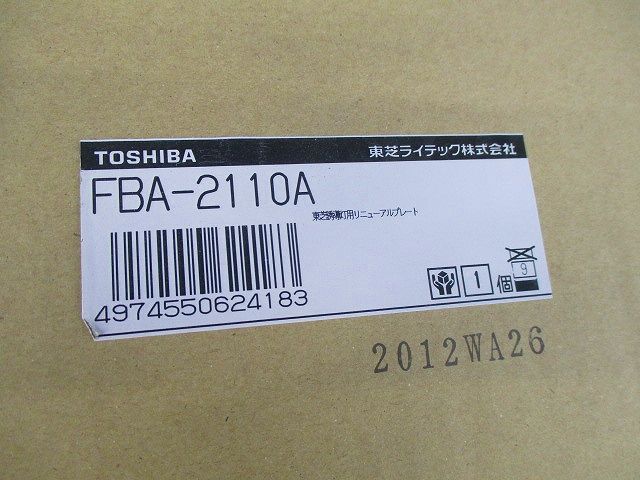 TOSHIBA 東芝ライテック株式会社
FBA-2110A
東芝誘導灯用リニューアルプレート
4974550624183
1 個 9
2012WA26